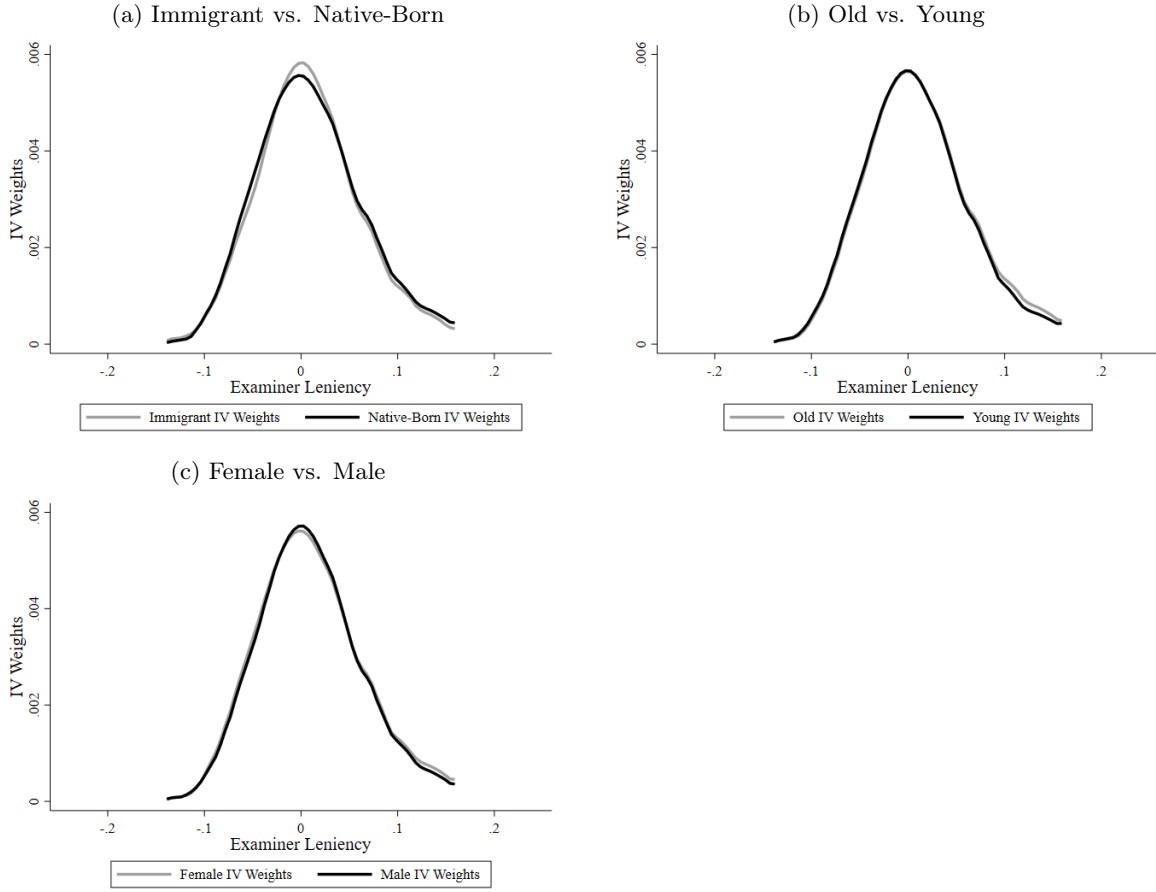 (a) Immigrant vs. Native-Born
IV Weights
0 .002 .004 .006
-.2 -.1 0 .1 .2
Examiner Leniency
Immigrant IV Weights Native-Born IV Weights
(b) Old vs. Young
IV Weights
0 .002 .004 .006
-.2 -.1 0 .1 .2
Examiner Leniency
Old IV Weights Young IV Weights
(c) Female vs. Male
IV Weights
0 .002 .004 .006
-.2 -.1 0 .1 .2
Examiner Leniency
Female IV Weights Male IV Weights